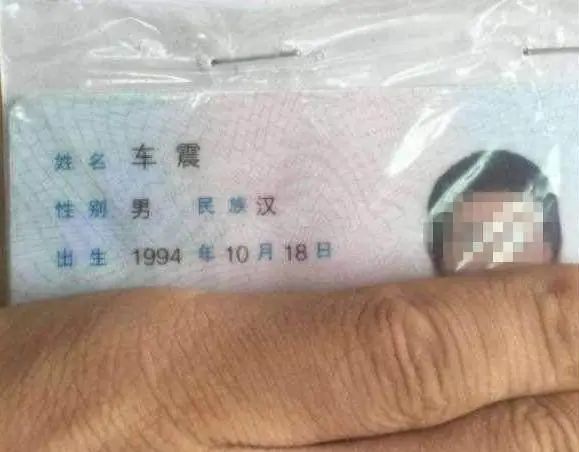 姓名 车震
性别 男 民族 汉
出生 1994 年 10 月 18 日